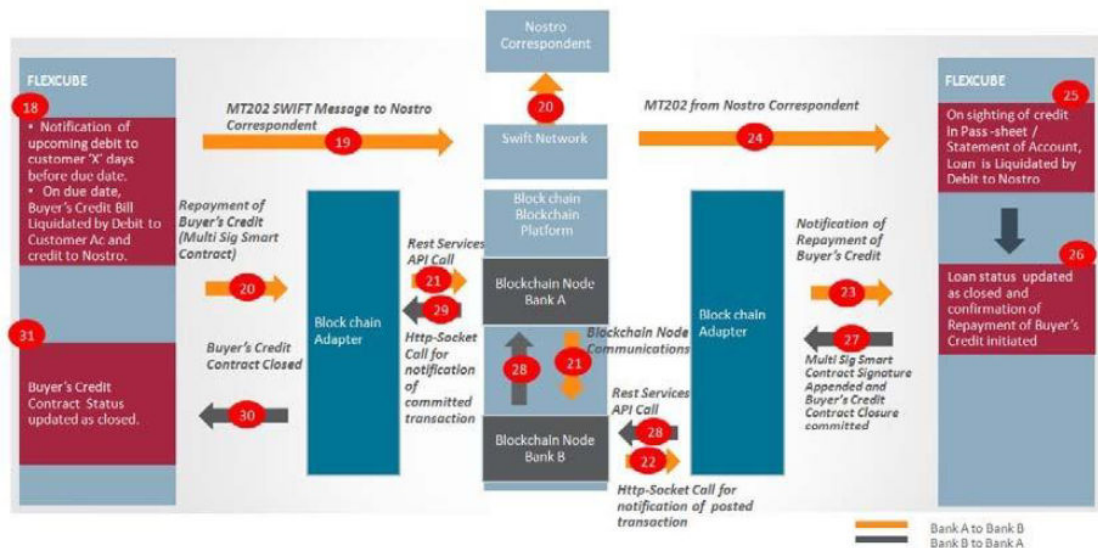 Nostro
Correspondent
20
Swift Network
Block chain
Blockchain
Platform
Blockchain Node
Bank A
28
21
Blockchain Node
Communications
Blockchain Node
Bank B
FLEXCUBE
18
• Notification of
upcoming debit to
customer 'X' days
before due date.
• On due date,
Buyer's Credit Bill
Liquidated by Debit to
Customer Ac and
credit to Nostro.
31
Buyer's Credit
Contract Status
updated as closed.
MT202 SWIFT Message to Nostro
Correspondent
19
Repayment of
Buyer's Credit
(Multi Sig Smart
Contract)
20
Buyer's Credit
Contract Closed
30
Block chain
Adapter
Rest Services
API Call
21
29
Http-Socket
Call for
notification
of
committed
transaction
MT202 from Nostro Correspondent
24
Rest Services
API Call
28
22
Http-Socket Call for
notification of posted
transaction
Block chain
Adapter
Notification of
Repayment of
Buyer's Credit
23
27
Multi Sig Smart
Contract Signature
Appended and
Buyer's Credit
Contract Closure
committed
FLEXCUBE
25
On sighting of credit
in Pass -sheet /
Statement of Account,
Loan is Liquidated by
Debit to Nostro
26
Loan status updated
as closed and
confirmation of
Repayment of Buyer's
Credit initiated
Bank A to Bank B
Bank B to Bank A